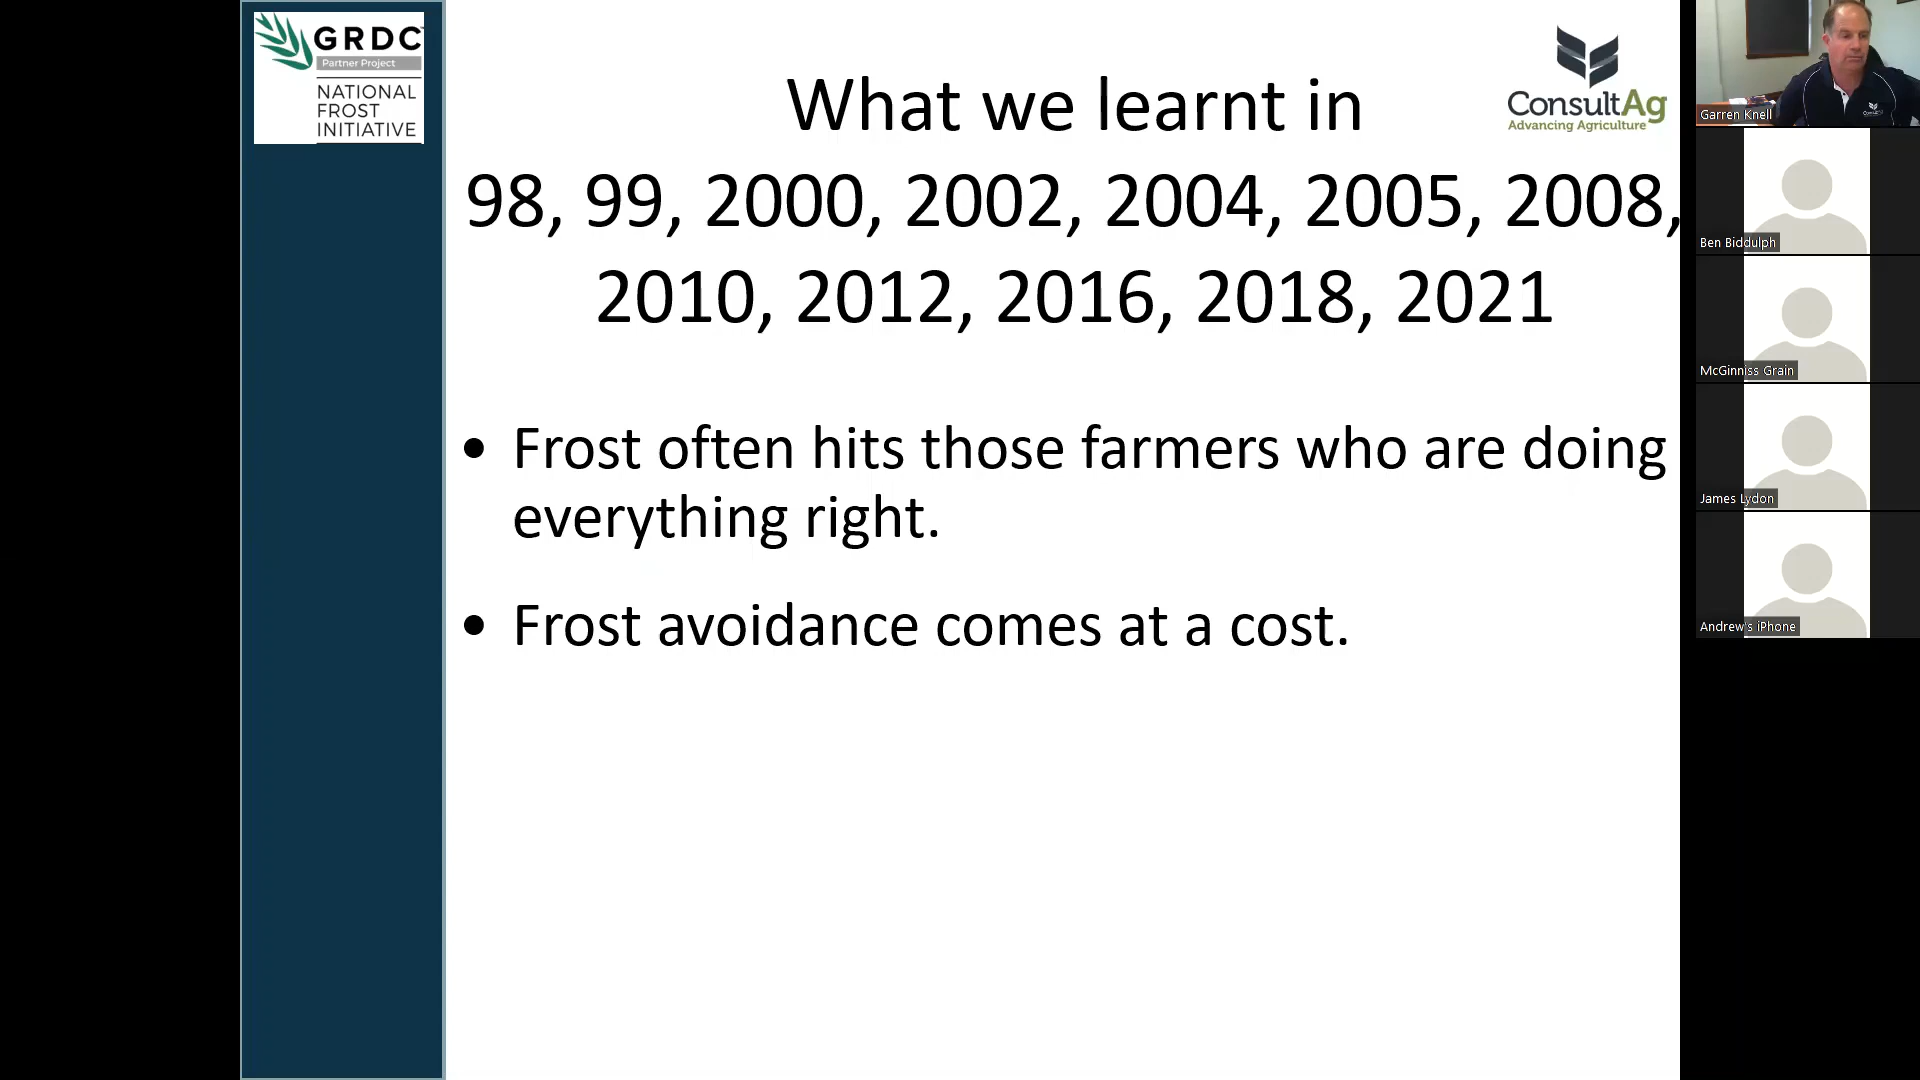 GRDC
Partner Project
NATIONAL
FROST
INITIATIVE
What we learnt in
98, 99, 2000, 2002, 2004, 2005, 2008,
2010, 2012, 2016, 2018, 2021
ConsultAg
Advancing Agriculture
• Frost often hits those farmers who are doing
everything right.
• Frost avoidance comes at a cost.
Garren Knell
Ben Biddulph
McGinniss Grain
James Lydon
Andrew's iPhone